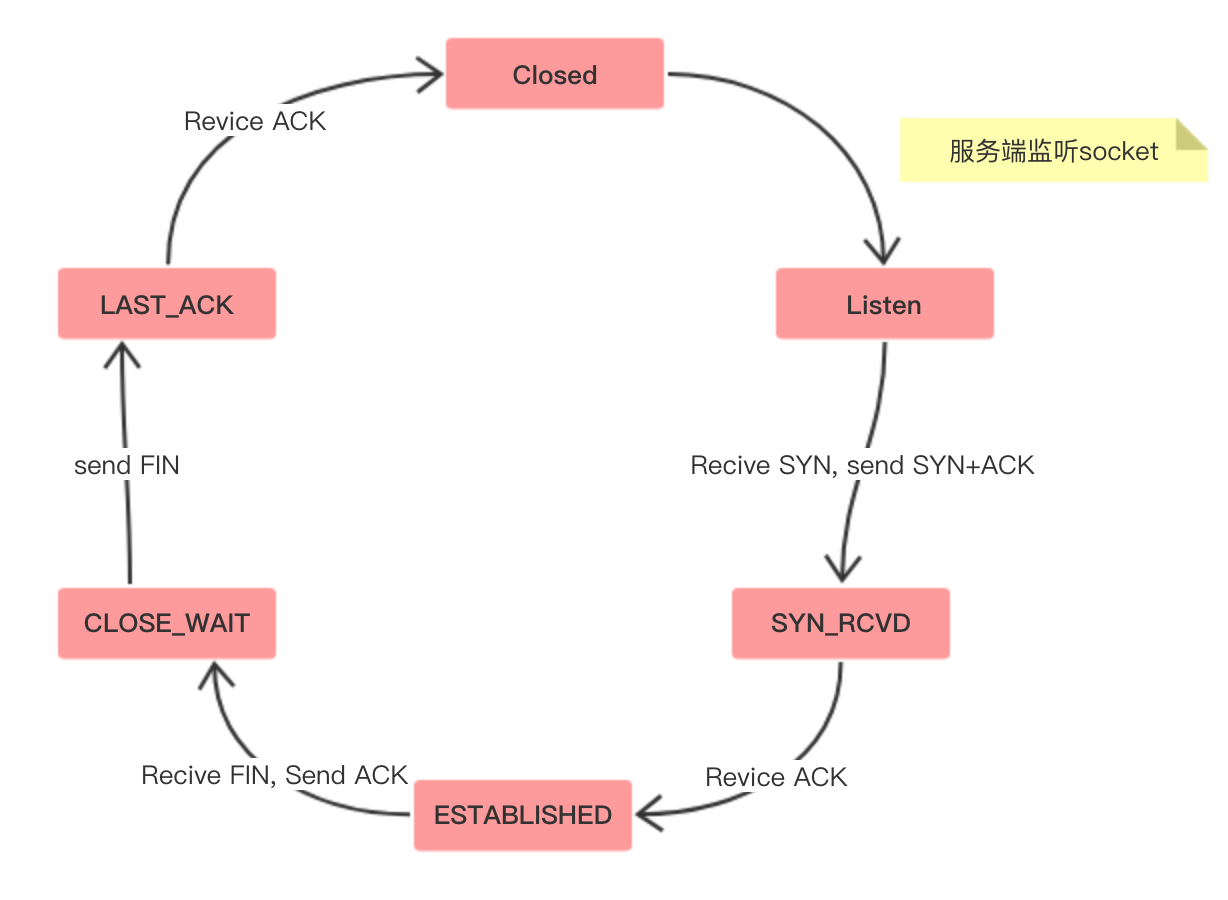 Closed
Revice ACK
服务端监听socket
LAST_ACK
Listen
send FIN
Recive SYN, send SYN+ACK
CLOSE_WAIT
SYN_RCVD
Recive FIN, Send ACK
Revice ACK
ESTABLISHED